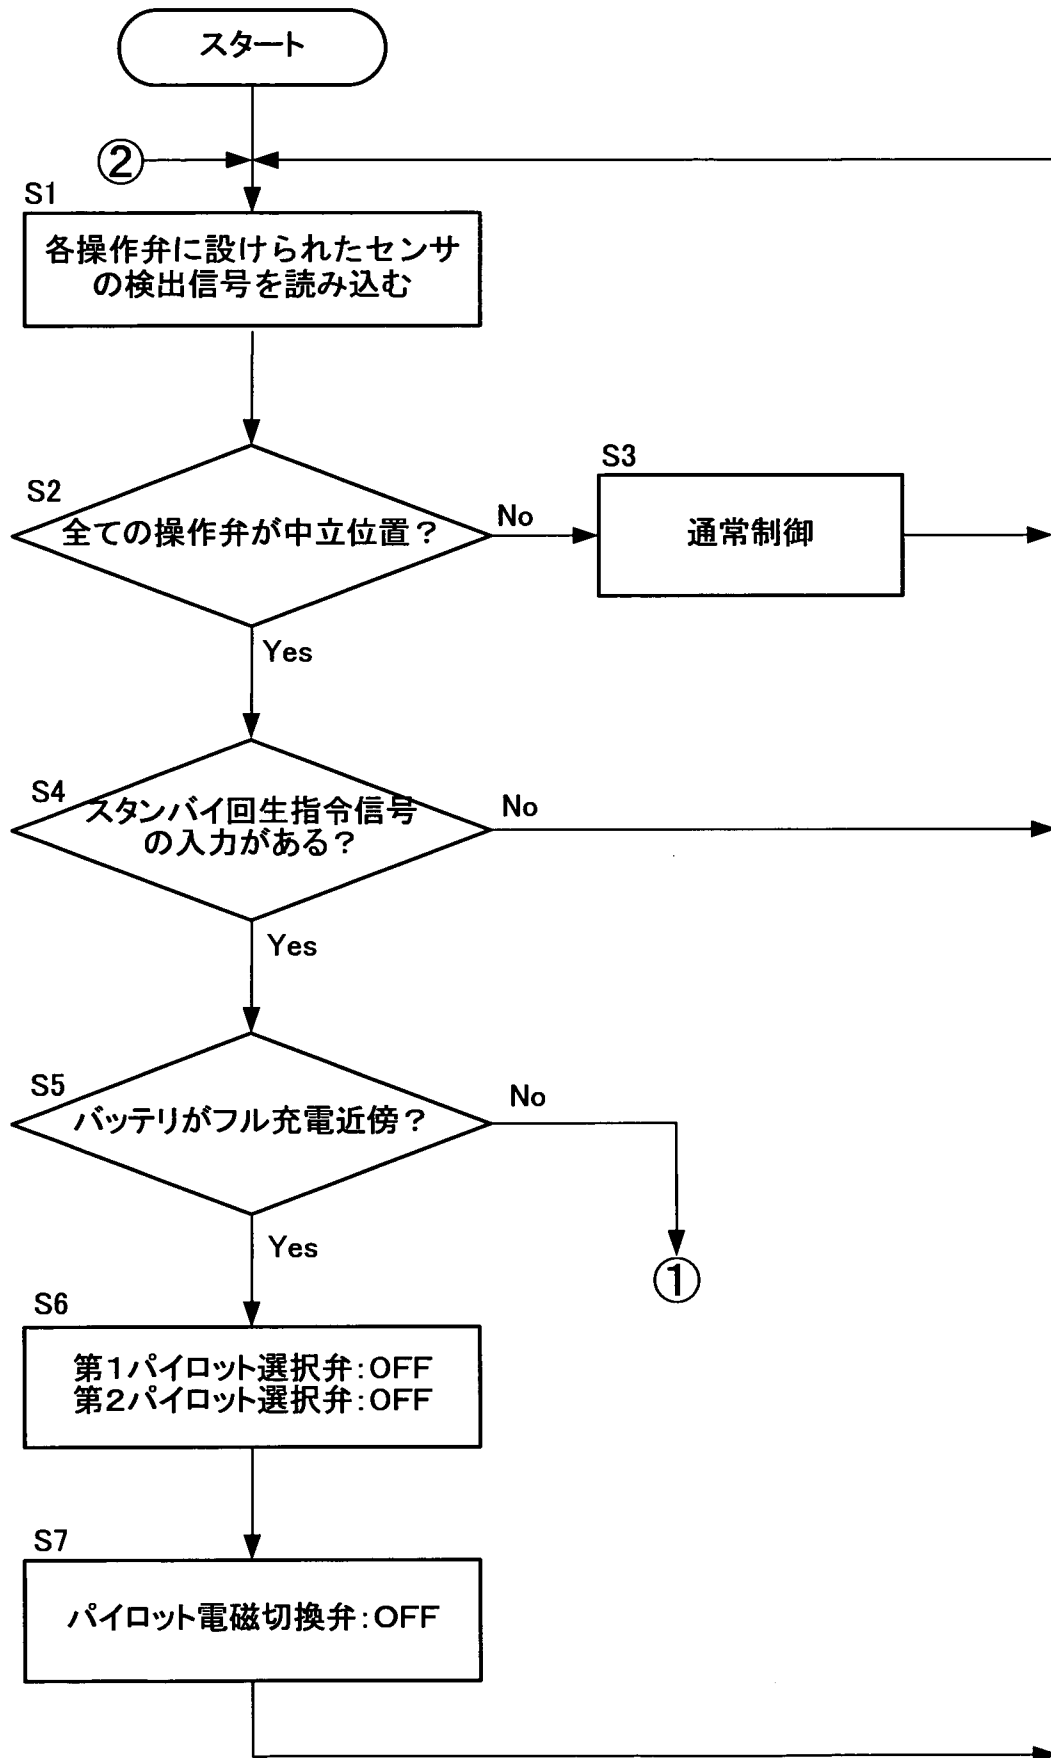 スタート
②
S1
各操作弁に設けられたセンサ
の検出信号を読み込む
S2
全ての操作弁が中立位置？
No
S3
通常制御
Yes
S4
スタンバイ回生指令信号
の入力がある？
No
Yes
S5
バッテリがフル充電近傍？
No
Yes
①
S6
第1パイロット選択弁：OFF
第2パイロット選択弁：OFF
S7
パイロット電磁切換弁：OFF